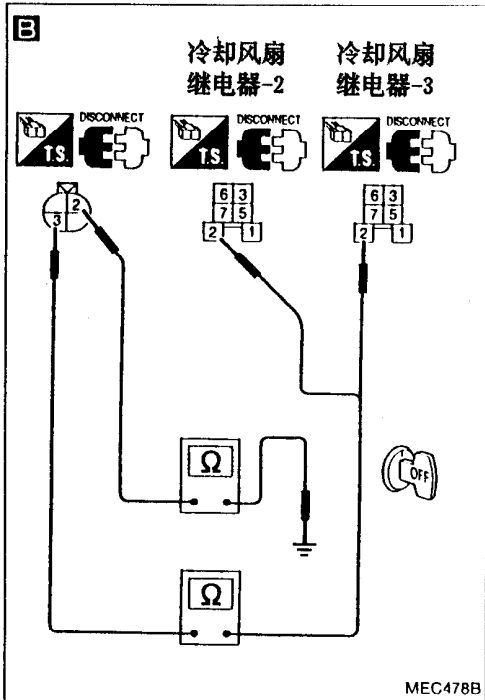 B
冷却风扇
继电器-2
冷却风扇
继电器-3
T.S.
DISCONNECT
T.S.
DISCONNECT
T.S.
DISCONNECT
2
3
6 3
7 5
2 1
6 3
7 5
2 1
Ω
OFF
Ω
MEC478B